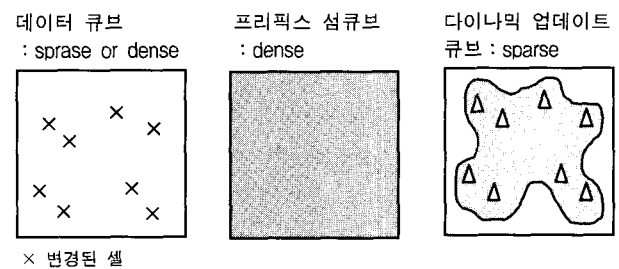 데이터 큐브
: sprase or dense
프리픽스 섬큐브
: dense
다이나믹 업데이트
큐브 : sparse
× 변경된 셀